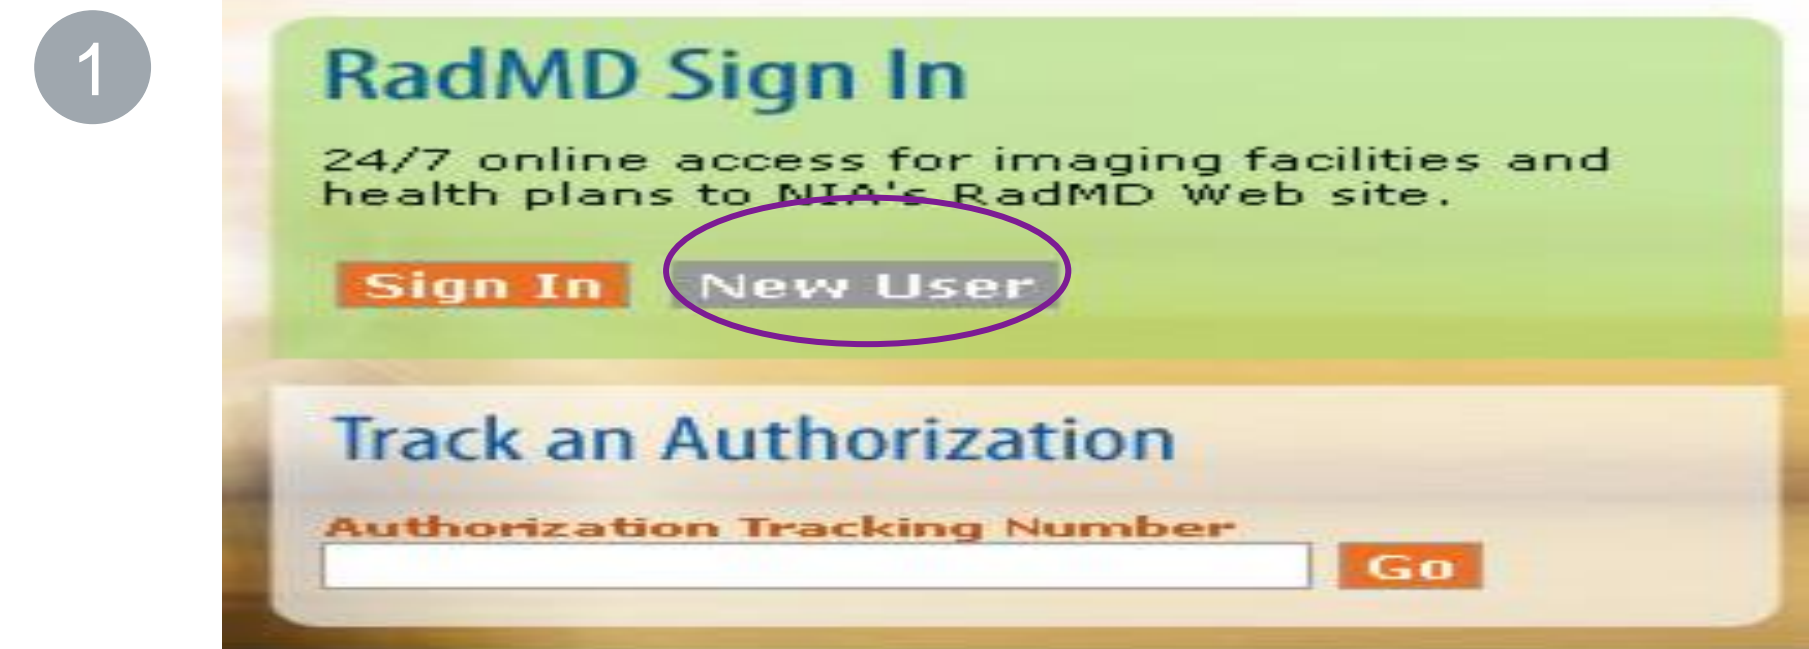 1
RadMD Sign In
24/7 online access for imaging facilities and
health plans to NIA's RadMD Web site.
Sign In New User
Track an Authorization
Authorization Tracking Number
Go